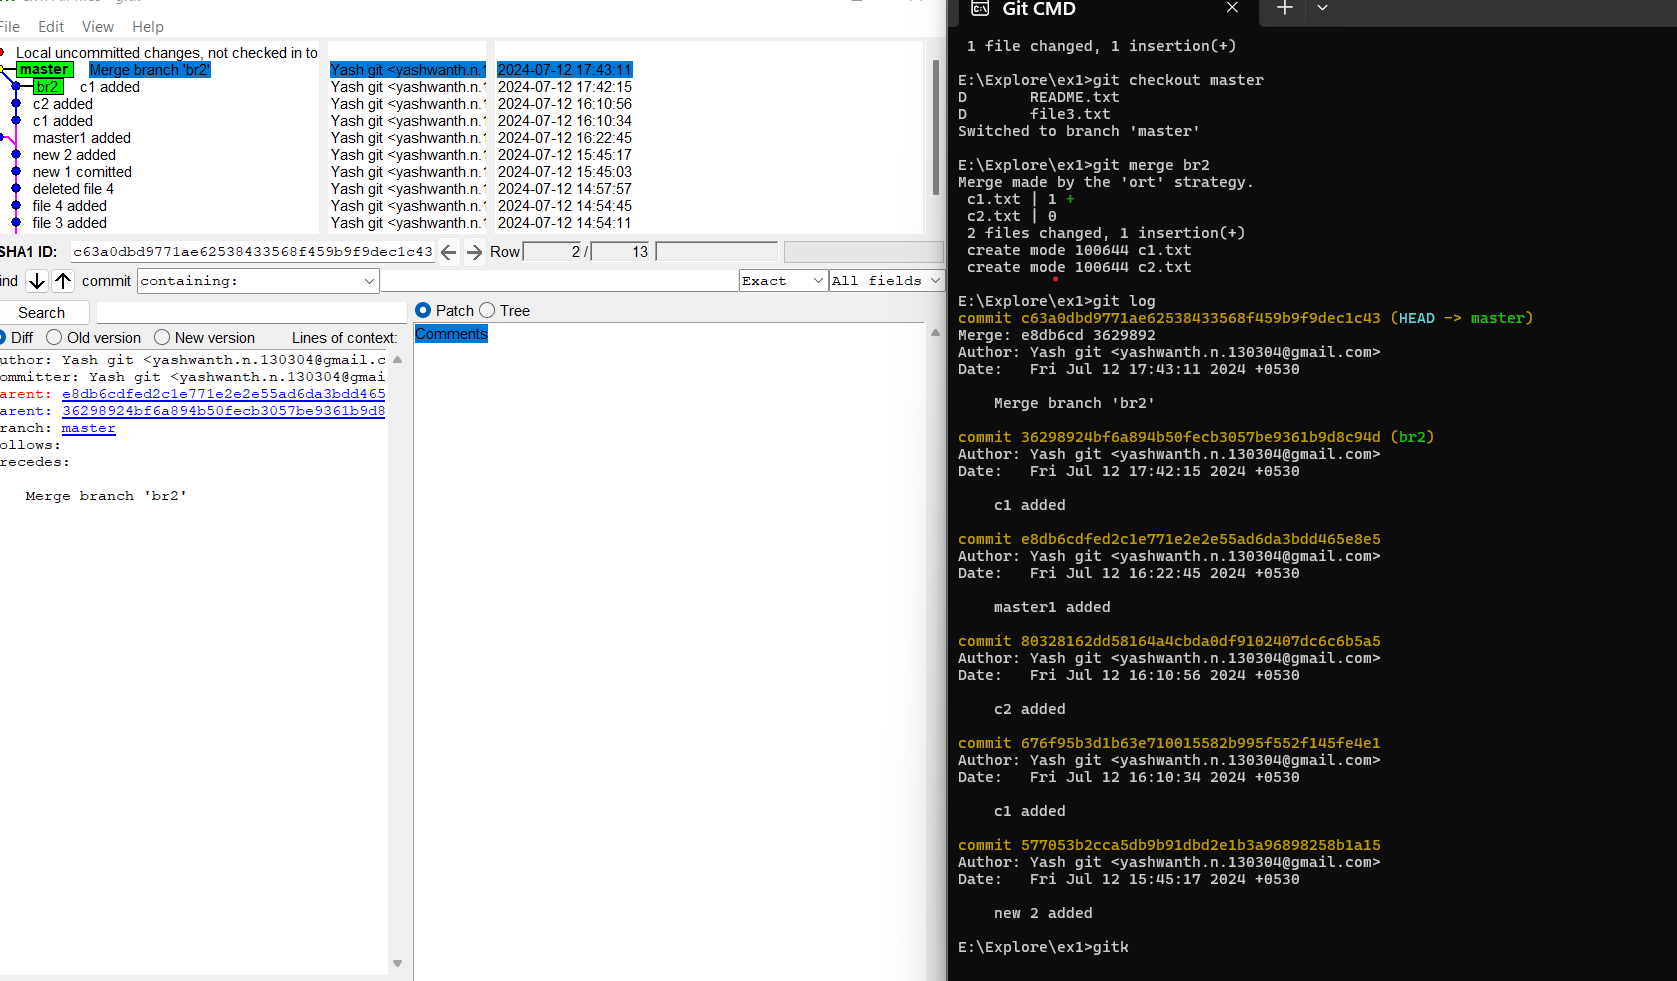 File Edit View Help
Local uncommitted changes, not checked in to
master Merge branch 'br2' Yash git <yashwanth.n.1 2024-07-12 17:43:11
br2 c1 added Yash git <yashwanth.n.1 2024-07-12 17:42:15
c2 added Yash git <yashwanth.n.1 2024-07-12 16:10:56
c1 added Yash git <yashwanth.n.1 2024-07-12 16:10:34
master1 added Yash git <yashwanth.n.1 2024-07-12 16:22:45
new 2 added Yash git <yashwanth.n.1 2024-07-12 15:45:17
new 1 comitted Yash git <yashwanth.n.1 2024-07-12 15:45:03
deleted file 4 Yash git <yashwanth.n.1 2024-07-12 14:57:57
file 4 added Yash git <yashwanth.n.1 2024-07-12 14:54:45
file 3 added Yash git <yashwanth.n.1 2024-07-12 14:54:11
SHA1 ID: c63a0dbd9771ae62538433568f459b9f9dec1c43 Row 2 / 13
ind commit containing: Exact All fields
Search
Diff Old version New version Lines of context:
Patch Tree
Comments
uthor: Yash git <yashwanth.n.130304@gmail.c
ommitter: Yash git <yashwanth.n.130304@gmai
arent: e8db6cdfed2c1e771e2e2e55ad6da3bdd465
arent: 36298924bf6a894b50fecb3057be9361b9d8
ranch: master
ollows:
recedes:
Merge branch 'br2'
Git CMD
1 file changed, 1 insertion(+)
E:\Explore\ex1>git checkout master
D README.txt
D file3.txt
Switched to branch 'master'
E:\Explore\ex1>git merge br2
Merge made by the 'ort' strategy.
c1.txt | 1 +
c2.txt | 0
2 files changed, 1 insertion(+)
create mode 100644 c1.txt
create mode 100644 c2.txt
E:\Explore\ex1>git log
commit c63a0dbd9771ae62538433568f459b9f9dec1c43 (HEAD -> master)
Merge: e8db6cd 3629892
Author: Yash git <yashwanth.n.130304@gmail.com>
Date: Fri Jul 12 17:43:11 2024 +0530
Merge branch 'br2'
commit 36298924bf6a894b50fecb3057be9361b9d8c94d (br2)
Author: Yash git <yashwanth.n.130304@gmail.com>
Date: Fri Jul 12 17:42:15 2024 +0530
c1 added
commit e8db6cdfed2c1e771e2e2e55ad6da3bdd465e8e5
Author: Yash git <yashwanth.n.130304@gmail.com>
Date: Fri Jul 12 16:22:45 2024 +0530
master1 added
commit 80328162dd58164a4cbda0df9102407dc6c6b5a5
Author: Yash git <yashwanth.n.130304@gmail.com>
Date: Fri Jul 12 16:10:56 2024 +0530
c2 added
commit 676f95b3d1b63e710015582b995f552f145fe4e1
Author: Yash git <yashwanth.n.130304@gmail.com>
Date: Fri Jul 12 16:10:34 2024 +0530
c1 added
commit 577053b2cca5db9b91dbd2e1b3a96898258b1a15
Author: Yash git <yashwanth.n.130304@gmail.com>
Date: Fri Jul 12 15:45:17 2024 +0530
new 2 added
E:\Explore\ex1>gitk